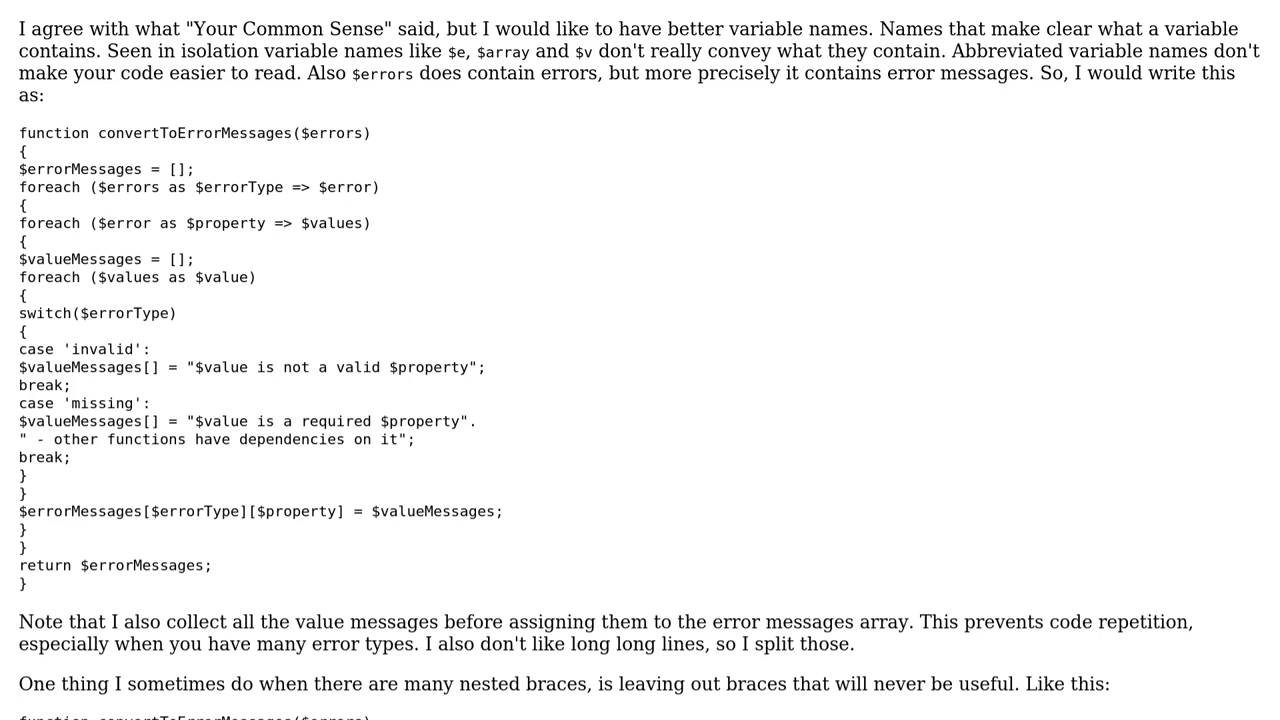 I agree with what "Your Common Sense" said, but I would like to have better variable names. Names that make clear what a variable
contains. Seen in isolation variable names like $e, $array and $v don't really convey what they contain. Abbreviated variable names don't
make your code easier to read. Also $errors does contain errors, but more precisely it contains error messages. So, I would write this
as:
function convertToErrorMessages($errors)
{
$errorMessages = [];
foreach ($errors as $errorType => $error)
{
foreach ($error as $property => $values)
{
$valueMessages = [];
foreach ($values as $value)
{
switch($errorType)
{
case 'invalid':
$valueMessages[] = "$value is not a valid $property";
break;
case 'missing':
$valueMessages[] = "$value is a required $property".
" - other functions have dependencies on it";
break;
}
}
$errorMessages[$errorType][$property] = $valueMessages;
}
}
return $errorMessages;
}
Note that I also collect all the value messages before assigning them to the error messages array. This prevents code repetition,
especially when you have many error types. I also don't like long long lines, so I split those.
One thing I sometimes do when there are many nested braces, is leaving out braces that will never be useful. Like this: